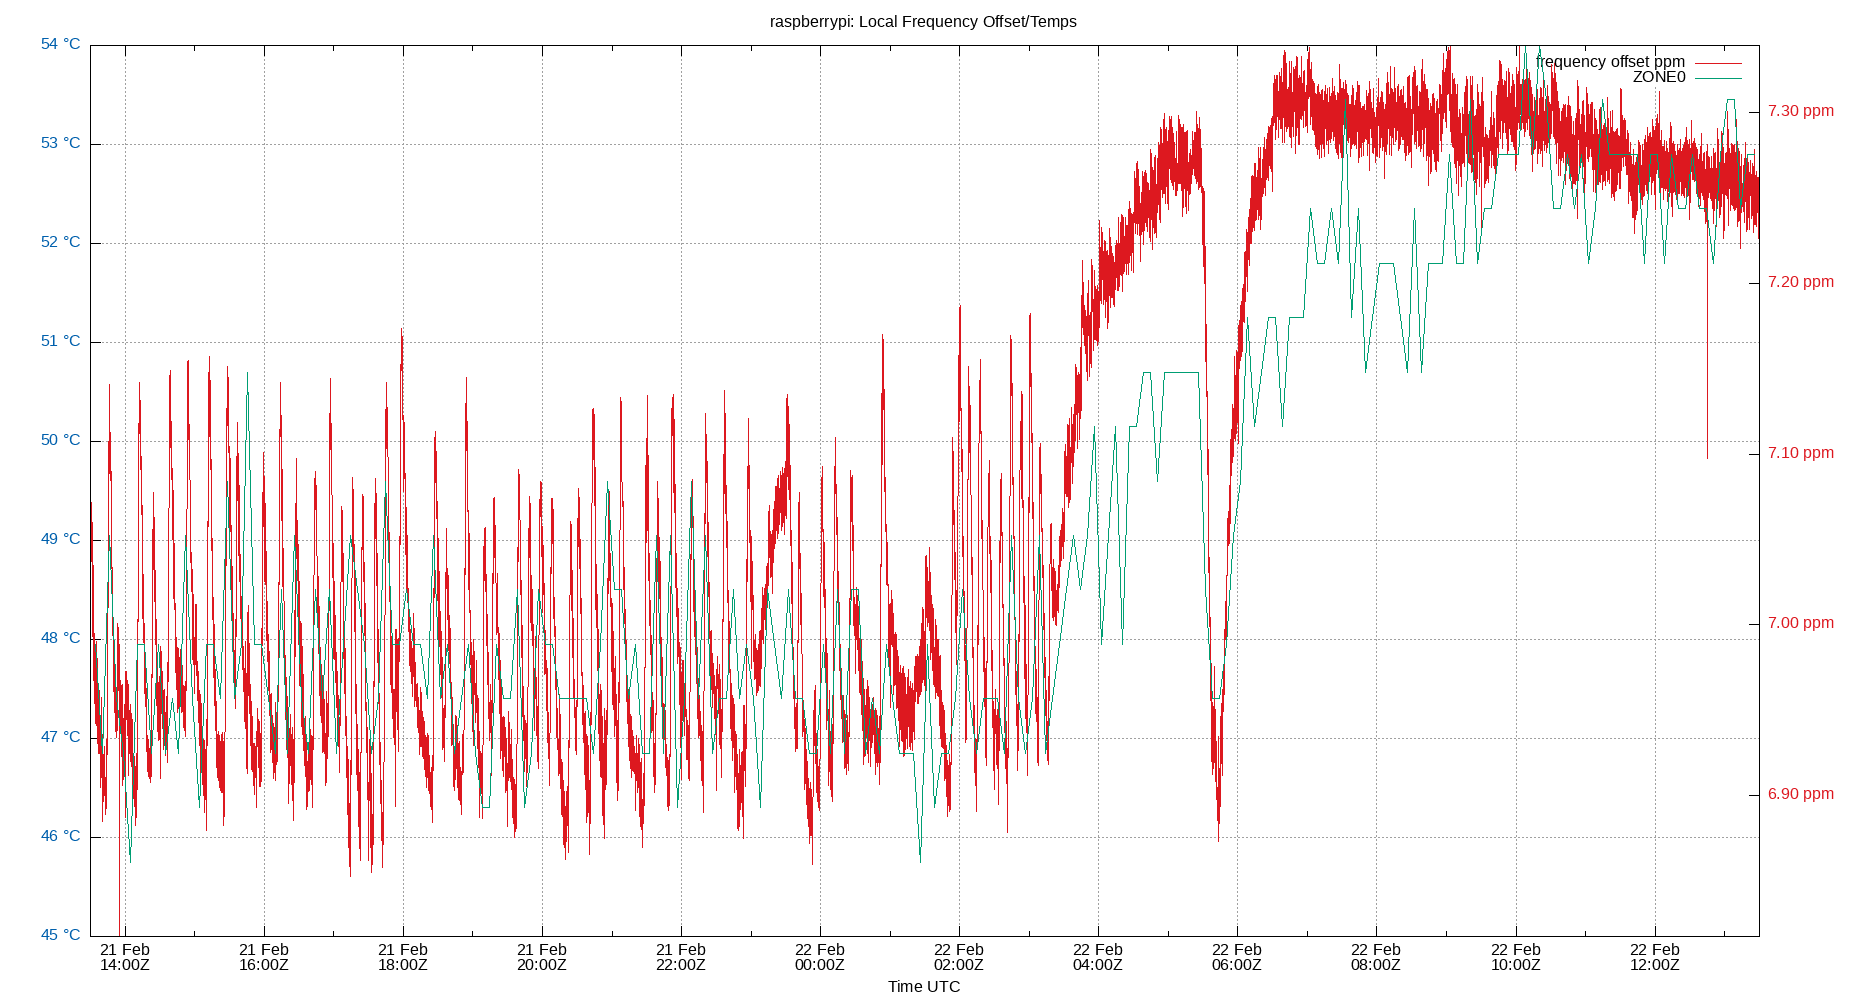 raspberrypi: Local Frequency Offset/Temps
54 °C
53 °C
52 °C
51 °C
50 °C
49 °C
48 °C
47 °C
46 °C
45 °C
frequency offset ppm
ZONE0
7.30 ppm
7.20 ppm
7.10 ppm
7.00 ppm
6.90 ppm
21 Feb
14:00Z
21 Feb
16:00Z
21 Feb
18:00Z
21 Feb
20:00Z
21 Feb
22:00Z
22 Feb
00:00Z
22 Feb
02:00Z
22 Feb
04:00Z
22 Feb
06:00Z
22 Feb
08:00Z
22 Feb
10:00Z
22 Feb
12:00Z
Time UTC